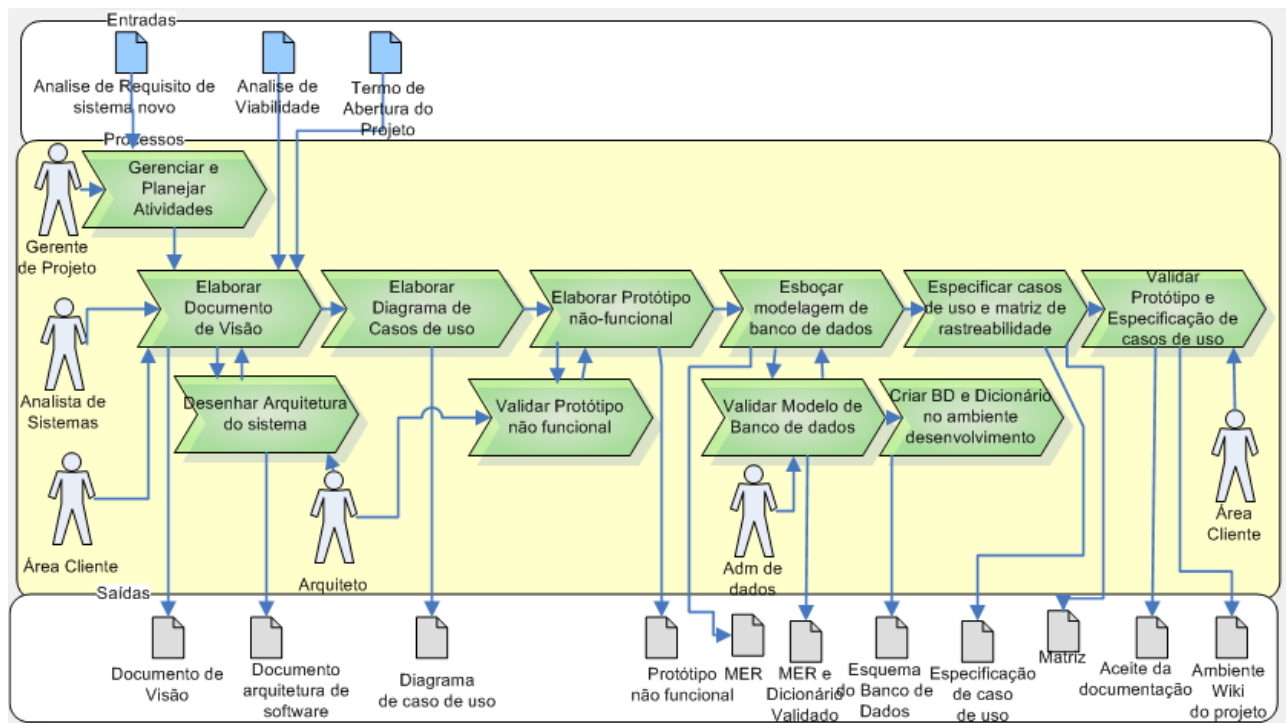 Entradas
Analise de Requisito de
sistema novo
Analise de
Viabilidade
Termo de
Abertura do
Projeto
Processos
Gerenciar e
Planejar
Atividades
Gerente
de Projeto
Elaborar
Documento
de Visão
Elaborar
Diagrama de
Casos de uso
Elaborar Protótipo
não-funcional
Esboçar
modelagem de
banco de dados
Especificar casos
de uso e matriz de
rastreabilidade
Validar
Protótipo e
Especificação de
casos de uso
Analista de
Sistemas
Desenhar Arquitetura
do sistema
Validar Protótipo
não funcional
Validar Modelo de
Banco de dados
Criar BD e Dicionário
no ambiente
desenvolvimento
Área Cliente
Arquiteto
Adm de
dados
Área
Cliente
Saídas
Documento de
Visão
Documento
arquitetura de
software
Diagrama
de caso de uso
Protótipo
não funcional
MER
MER e
Dicionário
Validado
Esquema
do Banco de
Dados
Especificação
de caso
de uso
Matriz
Aceite da
documentação
Ambiente
Wiki
do projeto